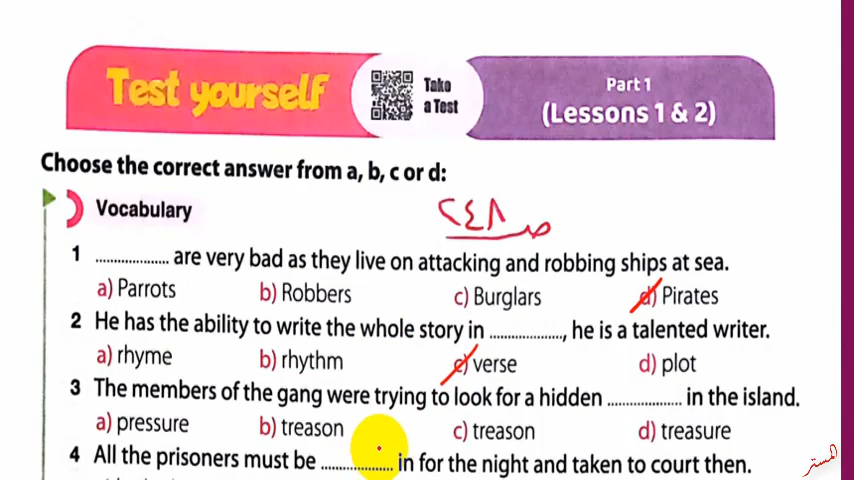 Test yourself
Take
a Test
Part 1
(Lessons 1 & 2)
Choose the correct answer from a, b, c or d:
Vocabulary
ص ٢٤٨
1 .................... are very bad as they live on attacking and robbing ships at sea.
a) Parrots b) Robbers c) Burglars d) Pirates
2 He has the ability to write the whole story in ...................., he is a talented writer.
a) rhyme b) rhythm c) verse d) plot
3 The members of the gang were trying to look for a hidden .................... in the island.
a) pressure b) treason c) treason d) treasure
4 All the prisoners must be .................... in for the night and taken to court then.
المستر